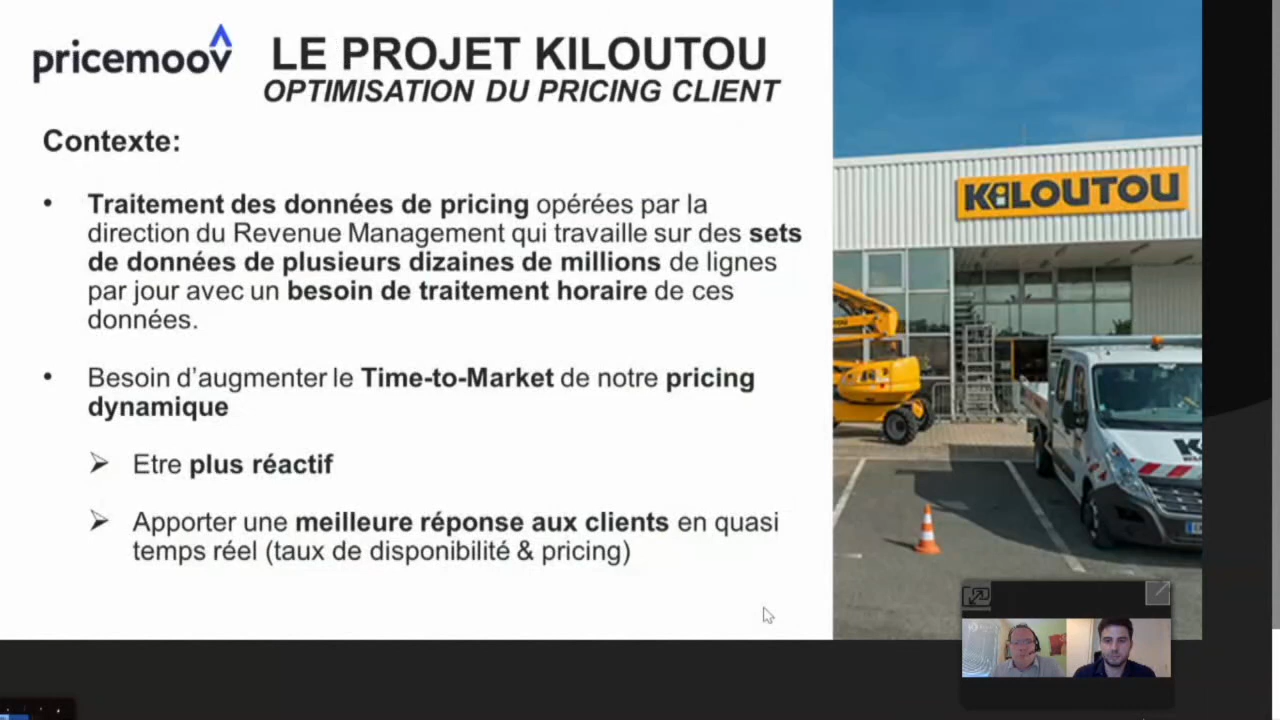 pricemoov
LE PROJET KILOUTOU
OPTIMISATION DU PRICING CLIENT
Contexte:
• Traitement des données de pricing opérées par la
direction du Revenue Management qui travaille sur des sets
de données de plusieurs dizaines de millions de lignes
par jour avec un besoin de traitement horaire de ces
données.
• Besoin d’augmenter le Time-to-Market de notre pricing
dynamique
➢ Etre plus réactif
➢ Apporter une meilleure réponse aux clients en quasi
temps réel (taux de disponibilité & pricing)
KILOUTOU